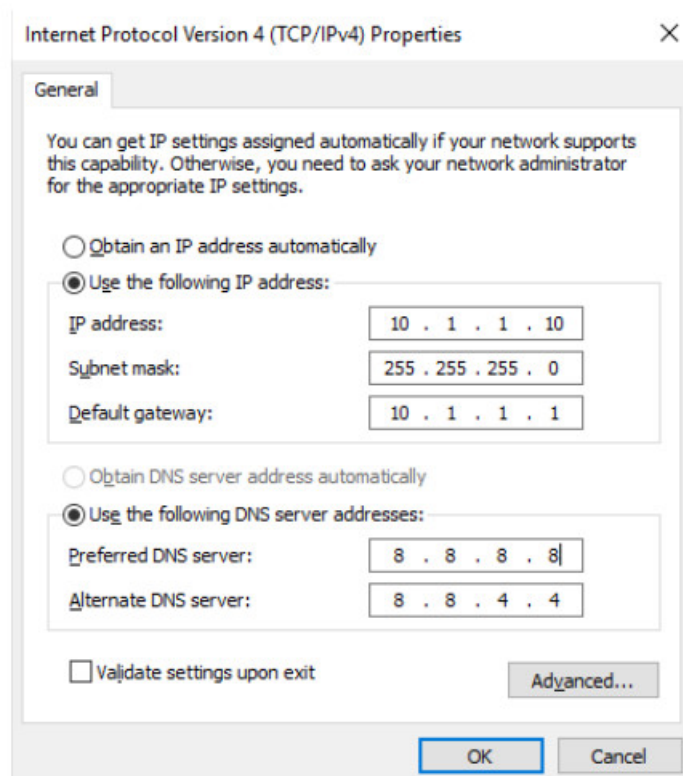 Internet Protocol Version 4 (TCP/IPv4) Properties
General
You can get IP settings assigned automatically if your network supports
this capability. Otherwise, you need to ask your network administrator
for the appropriate IP settings.
Obtain an IP address automatically
Use the following IP address:
IP address: 10 . 1 . 1 . 10
Subnet mask: 255 . 255 . 255 . 0
Default gateway: 10 . 1 . 1 . 1
Obtain DNS server address automatically
Use the following DNS server addresses:
Preferred DNS server: 8 . 8 . 8 . 8
Alternate DNS server: 8 . 8 . 4 . 4
Validate settings upon exit
Advanced...
OK Cancel